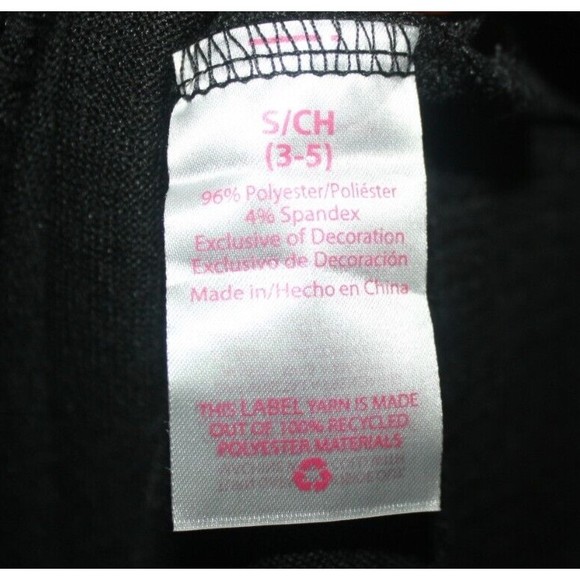 S/CH
(3-5)
96% Polyester/Poliéster
4% Spandex
Exclusive of Decoration
Exclusivo de Decoración
Made in/Hecho en China
THIS LABEL YARN IS MADE
OUT OF 100% RECYCLED
POLYESTER MATERIALS